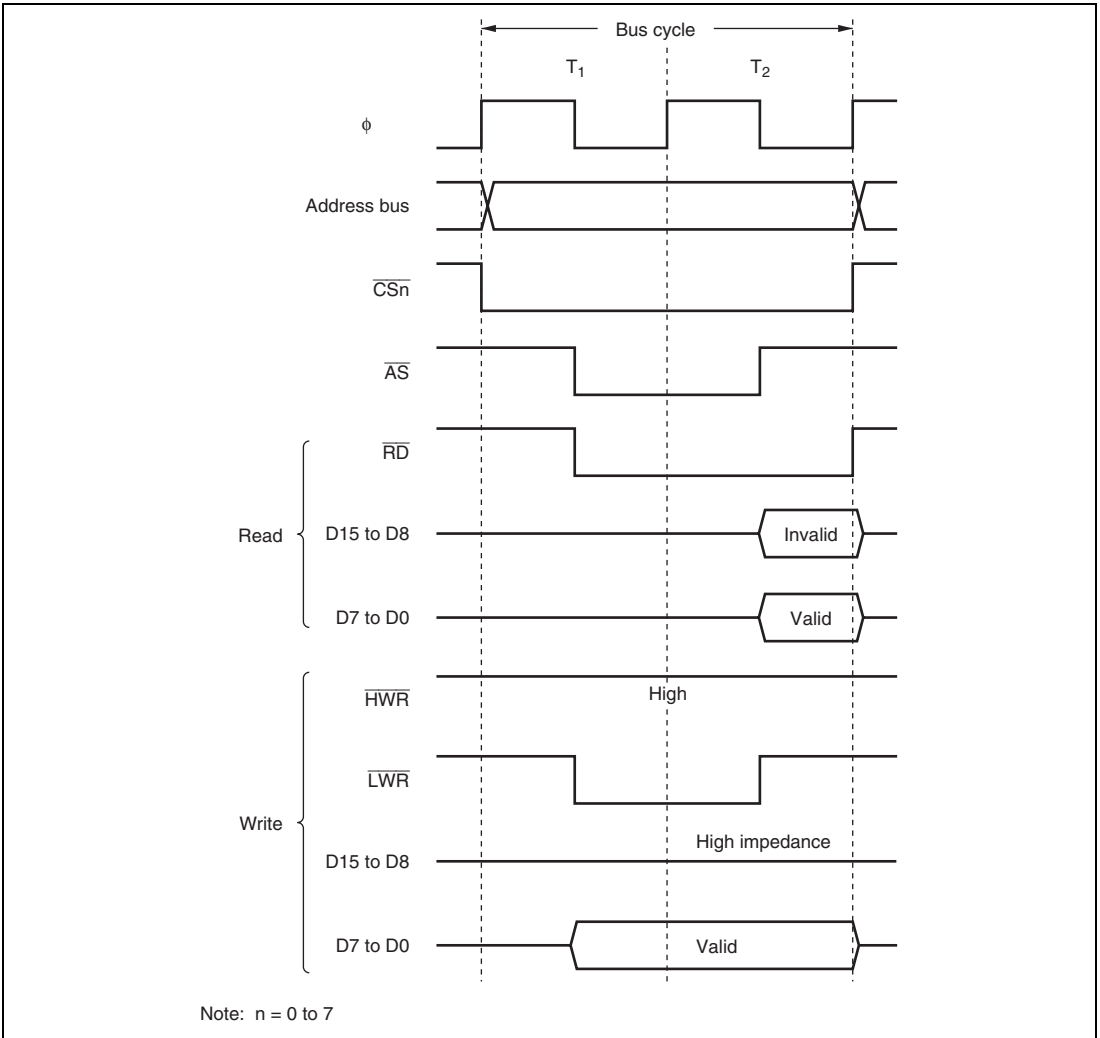 Bus cycle
T1 T2
ϕ
Address bus
CSn
AS
RD
Read
D15 to D8 Invalid
D7 to D0 Valid
HWR High
LWR
Write
D15 to D8 High impedance
D7 to D0 Valid
Note: n = 0 to 7